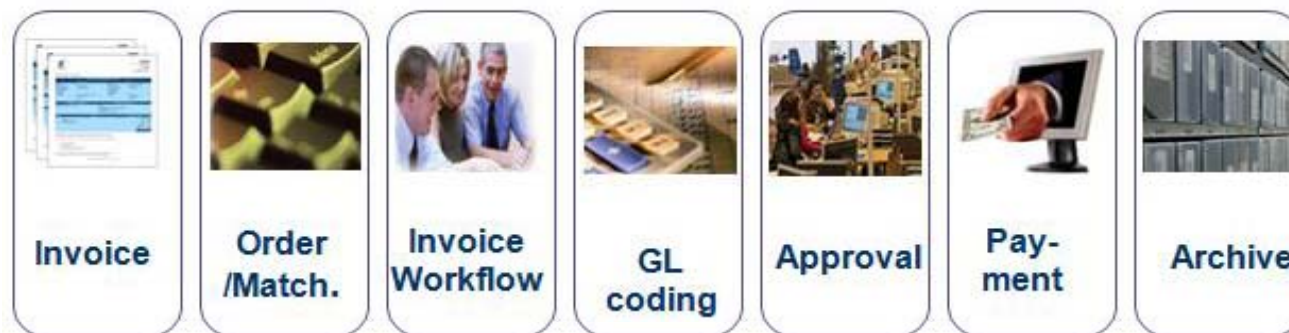 Invoice
Order
/Match.
Invoice
Workflow
GL
coding
Approval
Pay-
ment
Archive